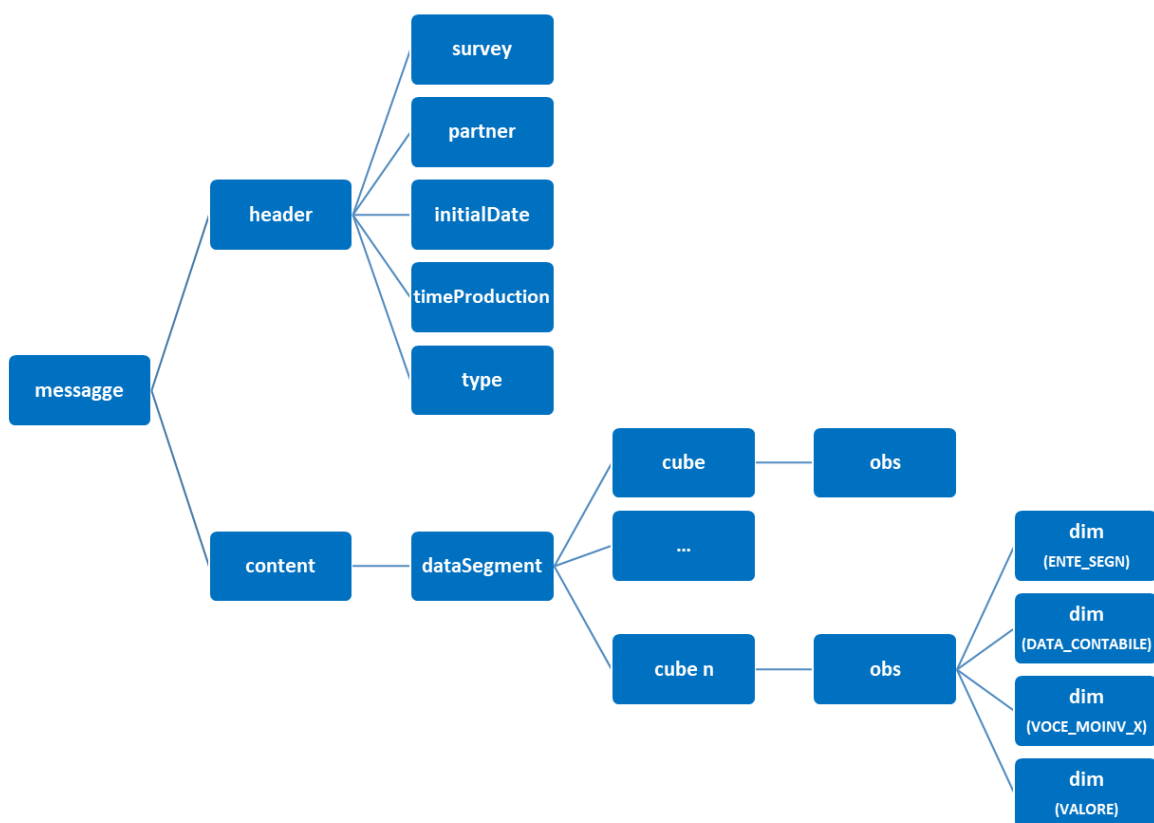 survey
partner
header
initialDate
timeProduction
type
messagge
cube
obs
...
content
dataSegment
cube n
obs
dim
(ENTE_SEGN)
dim
(DATA_CONTABILE)
dim
(VOCE_MOINV_X)
dim
(VALORE)